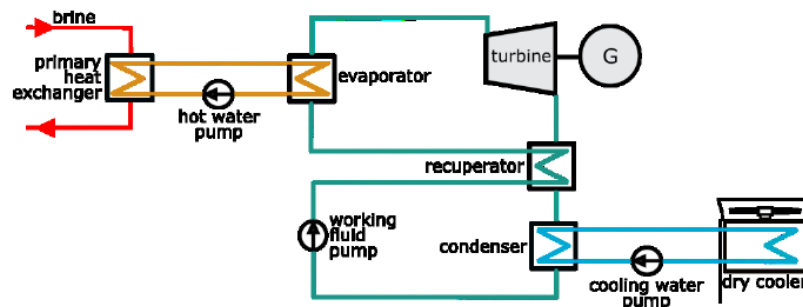 brine
primary
heat
exchanger
hot water
pump
evaporator
turbine
G
recuperator
working
fluid
pump
condenser
cooling water
pump
dry cooler